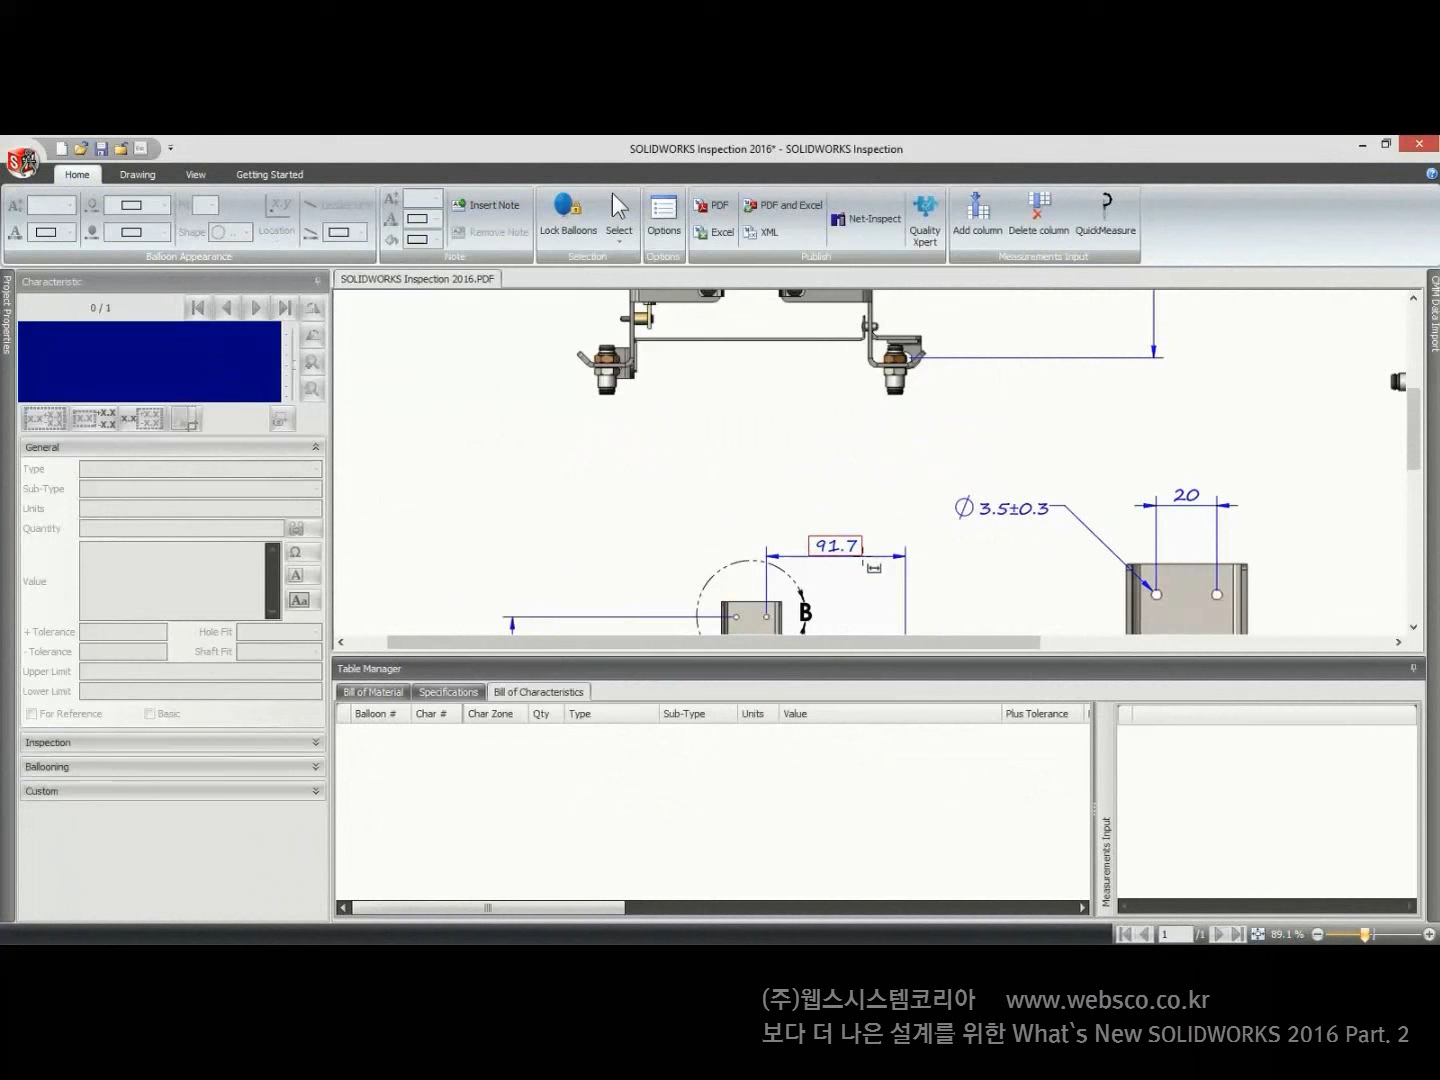 SOLIDWORKS Inspection 2016* - SOLIDWORKS Inspection
Home Drawing View Getting Started
Insert Note
Remove Note
Shape
Location
Lock Balloons Select Options
PDF PDF and Excel
Excel XML
Net-Inspect
Quality Xpert
Add column Delete column QuickMeasure
Balloon Appearance Note Selection Options Publish Measurements Input
Project Properties
Characteristic
SOLIDWORKS Inspection 2016.PDF
CMM Data Import
0 / 1
General
Type
Sub-Type
Units
Quantity
Value
+ Tolerance Hole Fit
- Tolerance Shaft Fit
Upper Limit
Lower Limit
For Reference Basic
Inspection
Ballooning
Custom
20
∅ 3.5±0.3
91.7
B
Table Manager
Bill of Material Specifications Bill of Characteristics
Balloon # Char # Char Zone Qty Type Sub-Type Units Value Plus Tolerance
Measurements Input
1 /1 89.1 %
(주)웹스시스템코리아 www.websco.co.kr
보다 더 나은 설계를 위한 What`s New SOLIDWORKS 2016 Part. 2